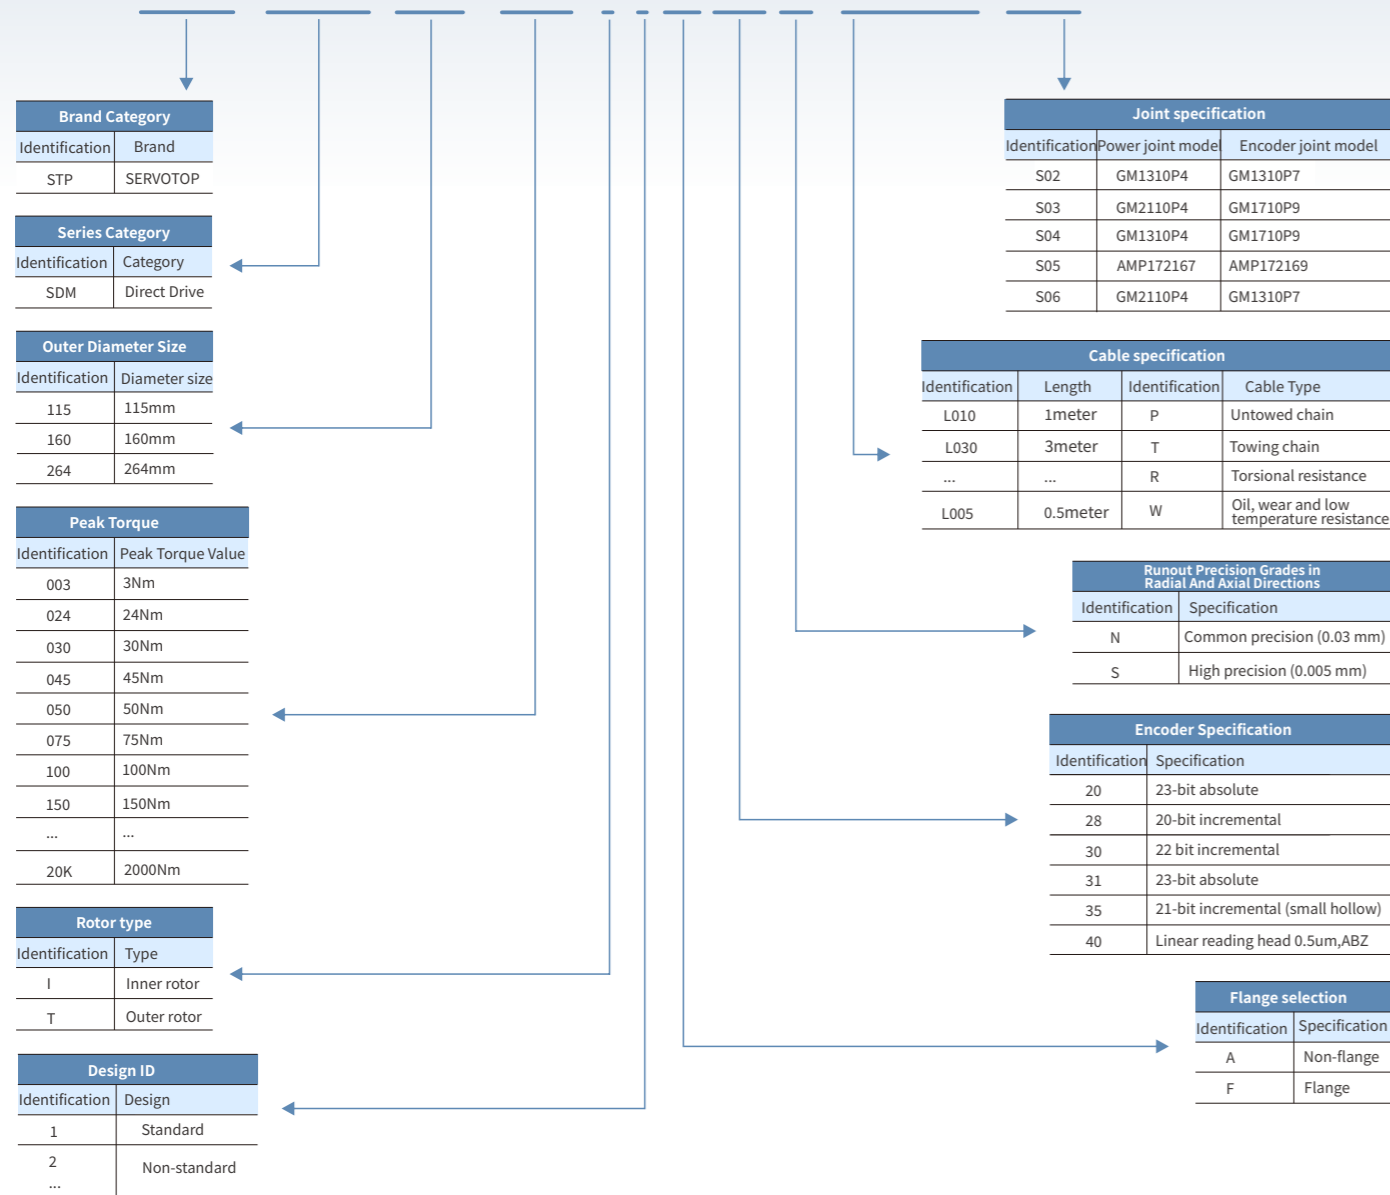 Brand Category
Identification Brand
STP SERVOTOP
Series Category
Identification Category
SDM Direct Drive
Outer Diameter Size
Identification Diameter size
115 115mm
160 160mm
264 264mm
Peak Torque
Identification Peak Torque Value
003 3Nm
024 24Nm
030 30Nm
045 45Nm
050 50Nm
075 75Nm
100 100Nm
150 150Nm
... ...
20K 2000Nm
Rotor type
Identification Type
I Inner rotor
T Outer rotor
Design ID
Identification Design
1 Standard
2 Non-standard
...
Joint specification
Identification Power joint model Encoder joint model
S02 GM1310P4 GM1310P7
S03 GM2110P4 GM1710P9
S04 GM1310P4 GM1710P9
S05 AMP172167 AMP172169
S06 GM2110P4 GM1310P7
Cable specification
Identification Length Identification Cable Type
L010 1meter P Untowed chain
L030 3meter T Towing chain
... ... R Torsional resistance
L005 0.5meter W Oil, wear and low
temperature resistance
Runout Precision Grades in
Radial And Axial Directions
Identification Specification
N Common precision (0.03 mm)
S High precision (0.005 mm)
Encoder Specification
Identification Specification
20 23-bit absolute
28 20-bit incremental
30 22 bit incremental
31 23-bit absolute
35 21-bit incremental (small hollow)
40 Linear reading head 0.5um,ABZ
Flange selection
Identification Specification
A Non-flange
F Flange